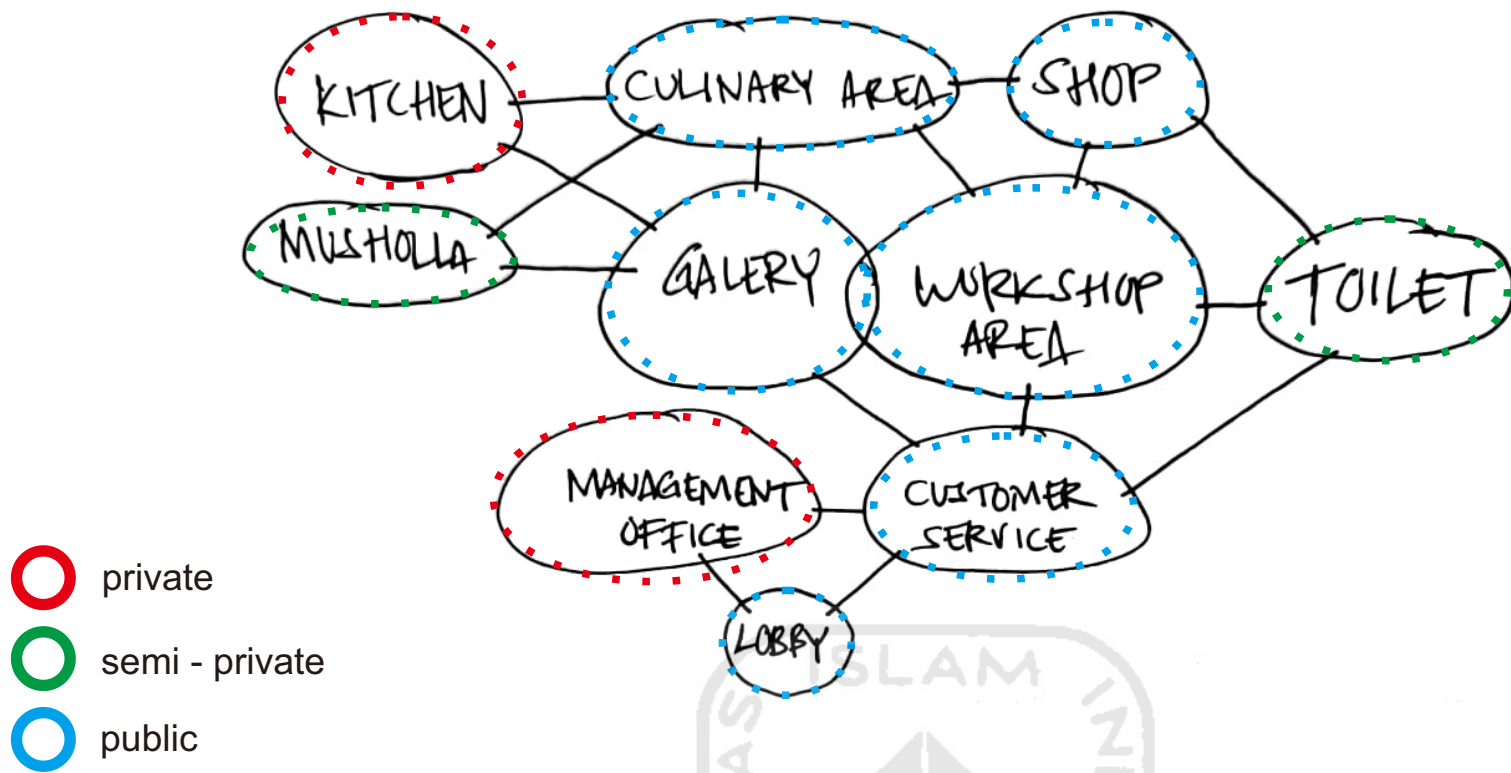 KITCHEN
CULINARY AREA
SHOP
MUSHOLLA
GALERY
WORKSHOP
AREA
TOILET
MANAGEMENT
OFFICE
CUSTOMER
SERVICE
LOBBY
private
semi - private
public
ISLAM